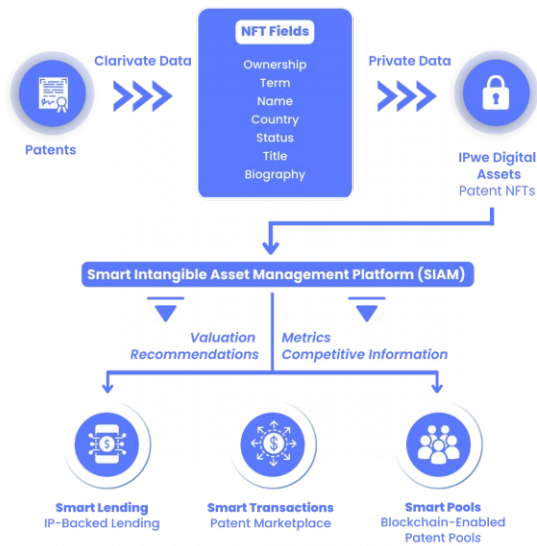 NFT Fields
Clarivate Data
Private Data
Ownership
Term
Name
Country
Status
Title
Biography
Patents
IPwe Digital
Assets
Patent NFTs
Smart Intangible Asset Management Platform (SIAM)
Valuation
Recommendations
Metrics
Competitive Information
Smart Lending
IP-Backed Lending
Smart Transactions
Patent Marketplace
Smart Pools
Blockchain-Enabled
Patent Pools